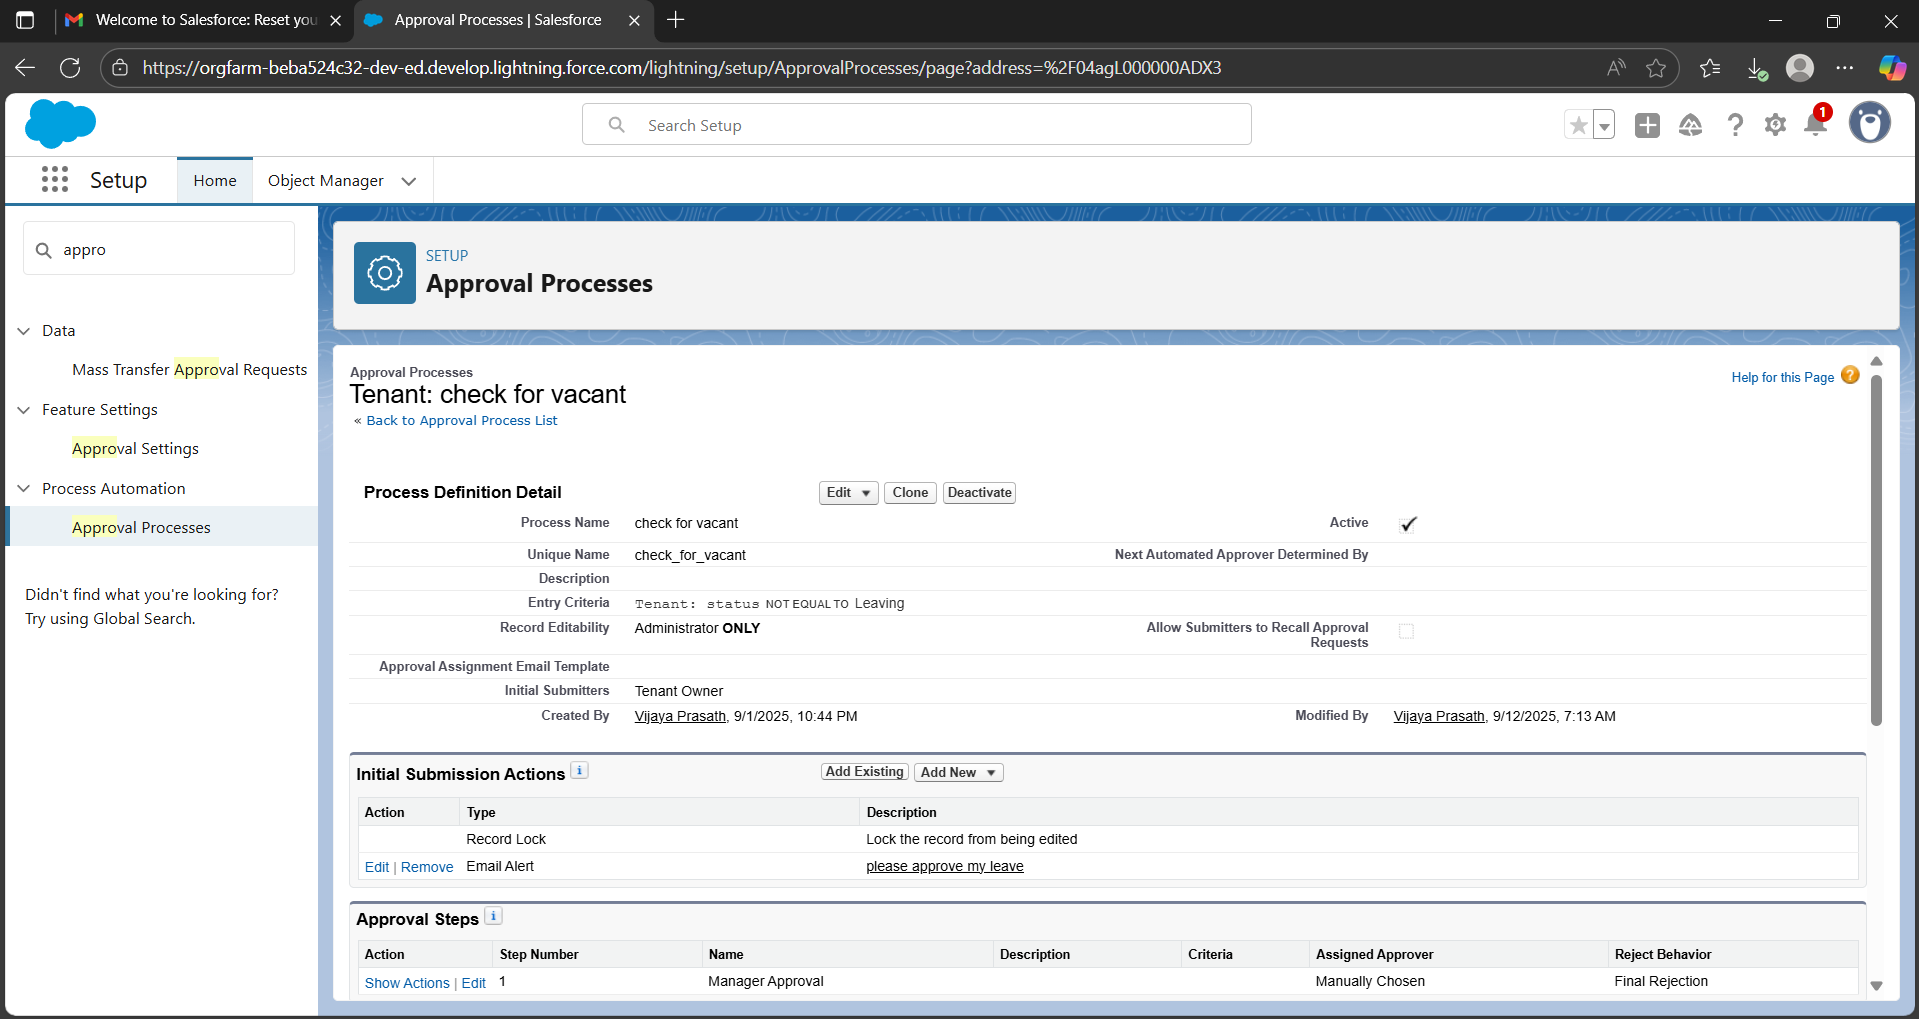 Welcome to Salesforce: Reset you
Approval Processes | Salesforce
https://orgfarm-beba524c32-dev-ed.develop.lightning.force.com/lightning/setup/ApprovalProcesses/page?address=%2F04agL000000ADX3
Search Setup
1
Setup
Home
Object Manager
appro
Data
Mass Transfer Approval Requests
Feature Settings
Approval Settings
Process Automation
Approval Processes
Didn't find what you're looking for?
Try using Global Search.
SETUP
Approval Processes
Approval Processes
Tenant: check for vacant
« Back to Approval Process List
Help for this Page ?
Process Definition Detail
Edit Clone Deactivate
Process Name check for vacant Active
Unique Name check_for_vacant Next Automated Approver Determined By
Description
Entry Criteria Tenant: status NOT EQUAL TO Leaving
Record Editability Administrator ONLY Allow Submitters to Recall Approval
Requests
Approval Assignment Email Template
Initial Submitters Tenant Owner
Created By Vijaya Prasath, 9/1/2025, 10:44 PM Modified By Vijaya Prasath, 9/12/2025, 7:13 AM
Initial Submission Actions i Add Existing Add New
Action Type Description
Record Lock Lock the record from being edited
Edit | Remove Email Alert please approve my leave
Approval Steps i
Action Step Number Name Description Criteria Assigned Approver Reject Behavior
Show Actions | Edit 1 Manager Approval Manually Chosen Final Rejection